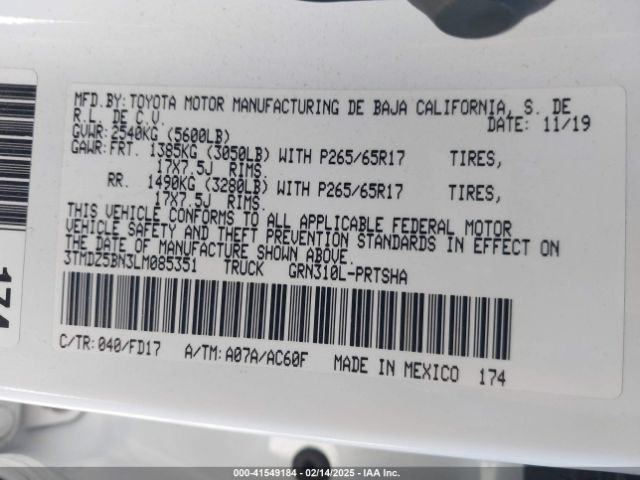 MFD.BY: TOYOTA MOTOR MANUFACTURING DE BAJA CALIFORNIA, S. DE
R.L. DE C.V. DATE: 11/19
GVWR: 2540KG (5600LB)
GAWR: FRT. 1385KG (3050LB) WITH P265/65R17 TIRES,
17X7.5J RIMS.
RR. 1490KG (3280LB) WITH P265/65R17 TIRES,
17X7.5J RIMS.
THIS VEHICLE CONFORMS TO ALL APPLICABLE FEDERAL MOTOR
VEHICLE SAFETY AND THEFT PREVENTION STANDARDS IN EFFECT ON
THE DATE OF MANUFACTURE SHOWN ABOVE.
3TMDZ5BN3LM085351 TRUCK GRN310L-PRTSHA
C/TR: 040/FD17 A/TM: A07A/AC60F MADE IN MEXICO 174
174
000-41549184 - 02/14/2025 - IAA Inc.